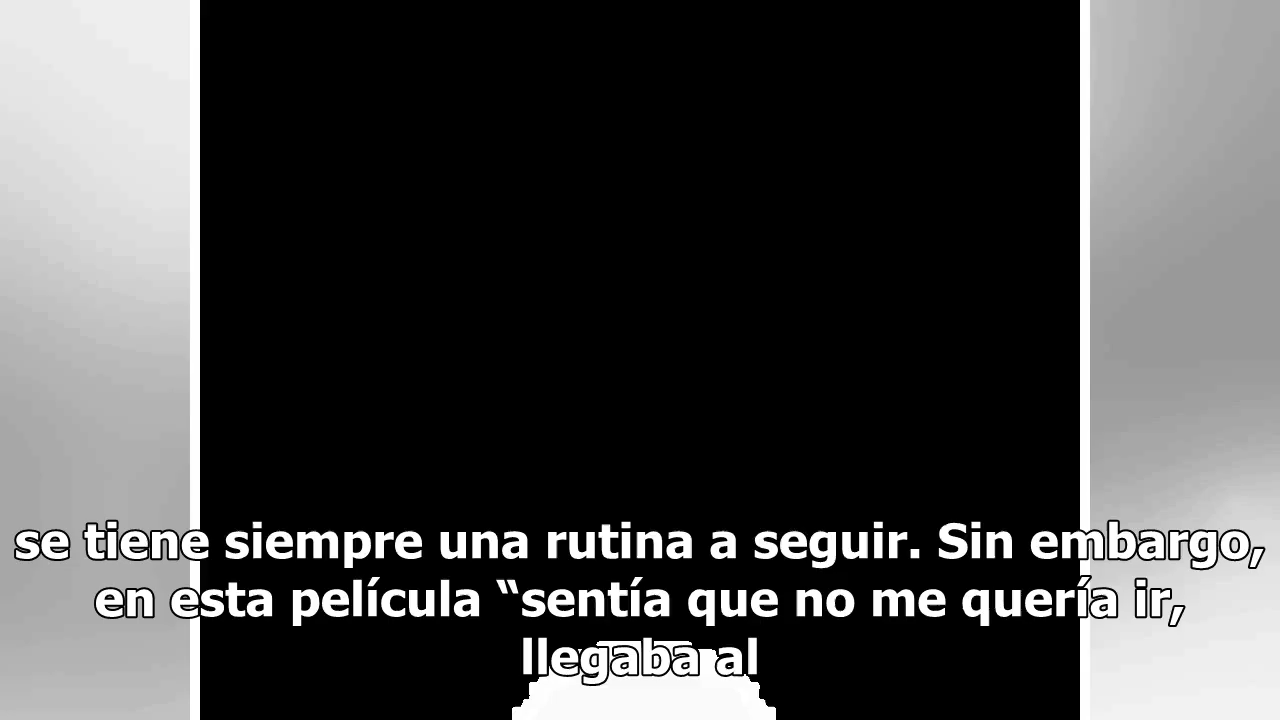 se tiene siempre una rutina a seguir. Sin embargo,
en esta película “sentía que no me quería ir,
llegaba al